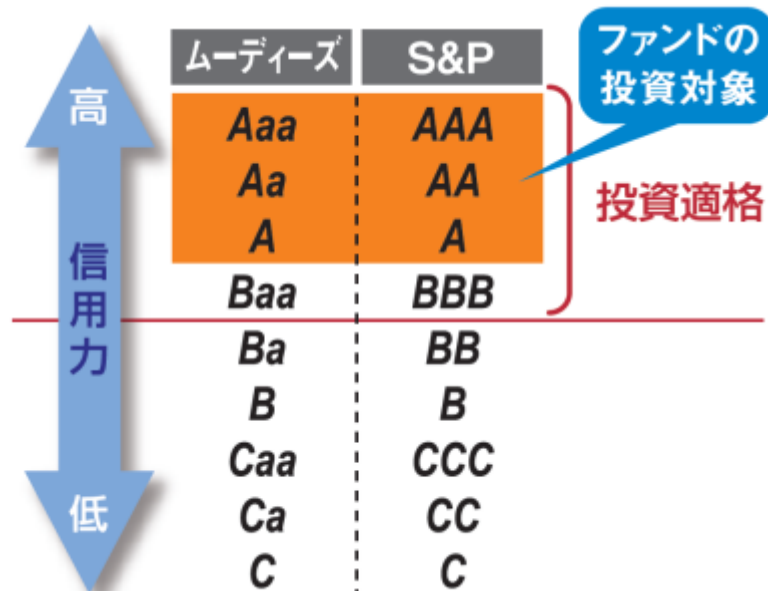 ファンドの
投資対象
ムーディーズ S&P
高
Aaa AAA
Aa AA
A A
投資適格
Baa BBB
信用力
Ba BB
B B
Caa CCC
Ca CC
低
C C